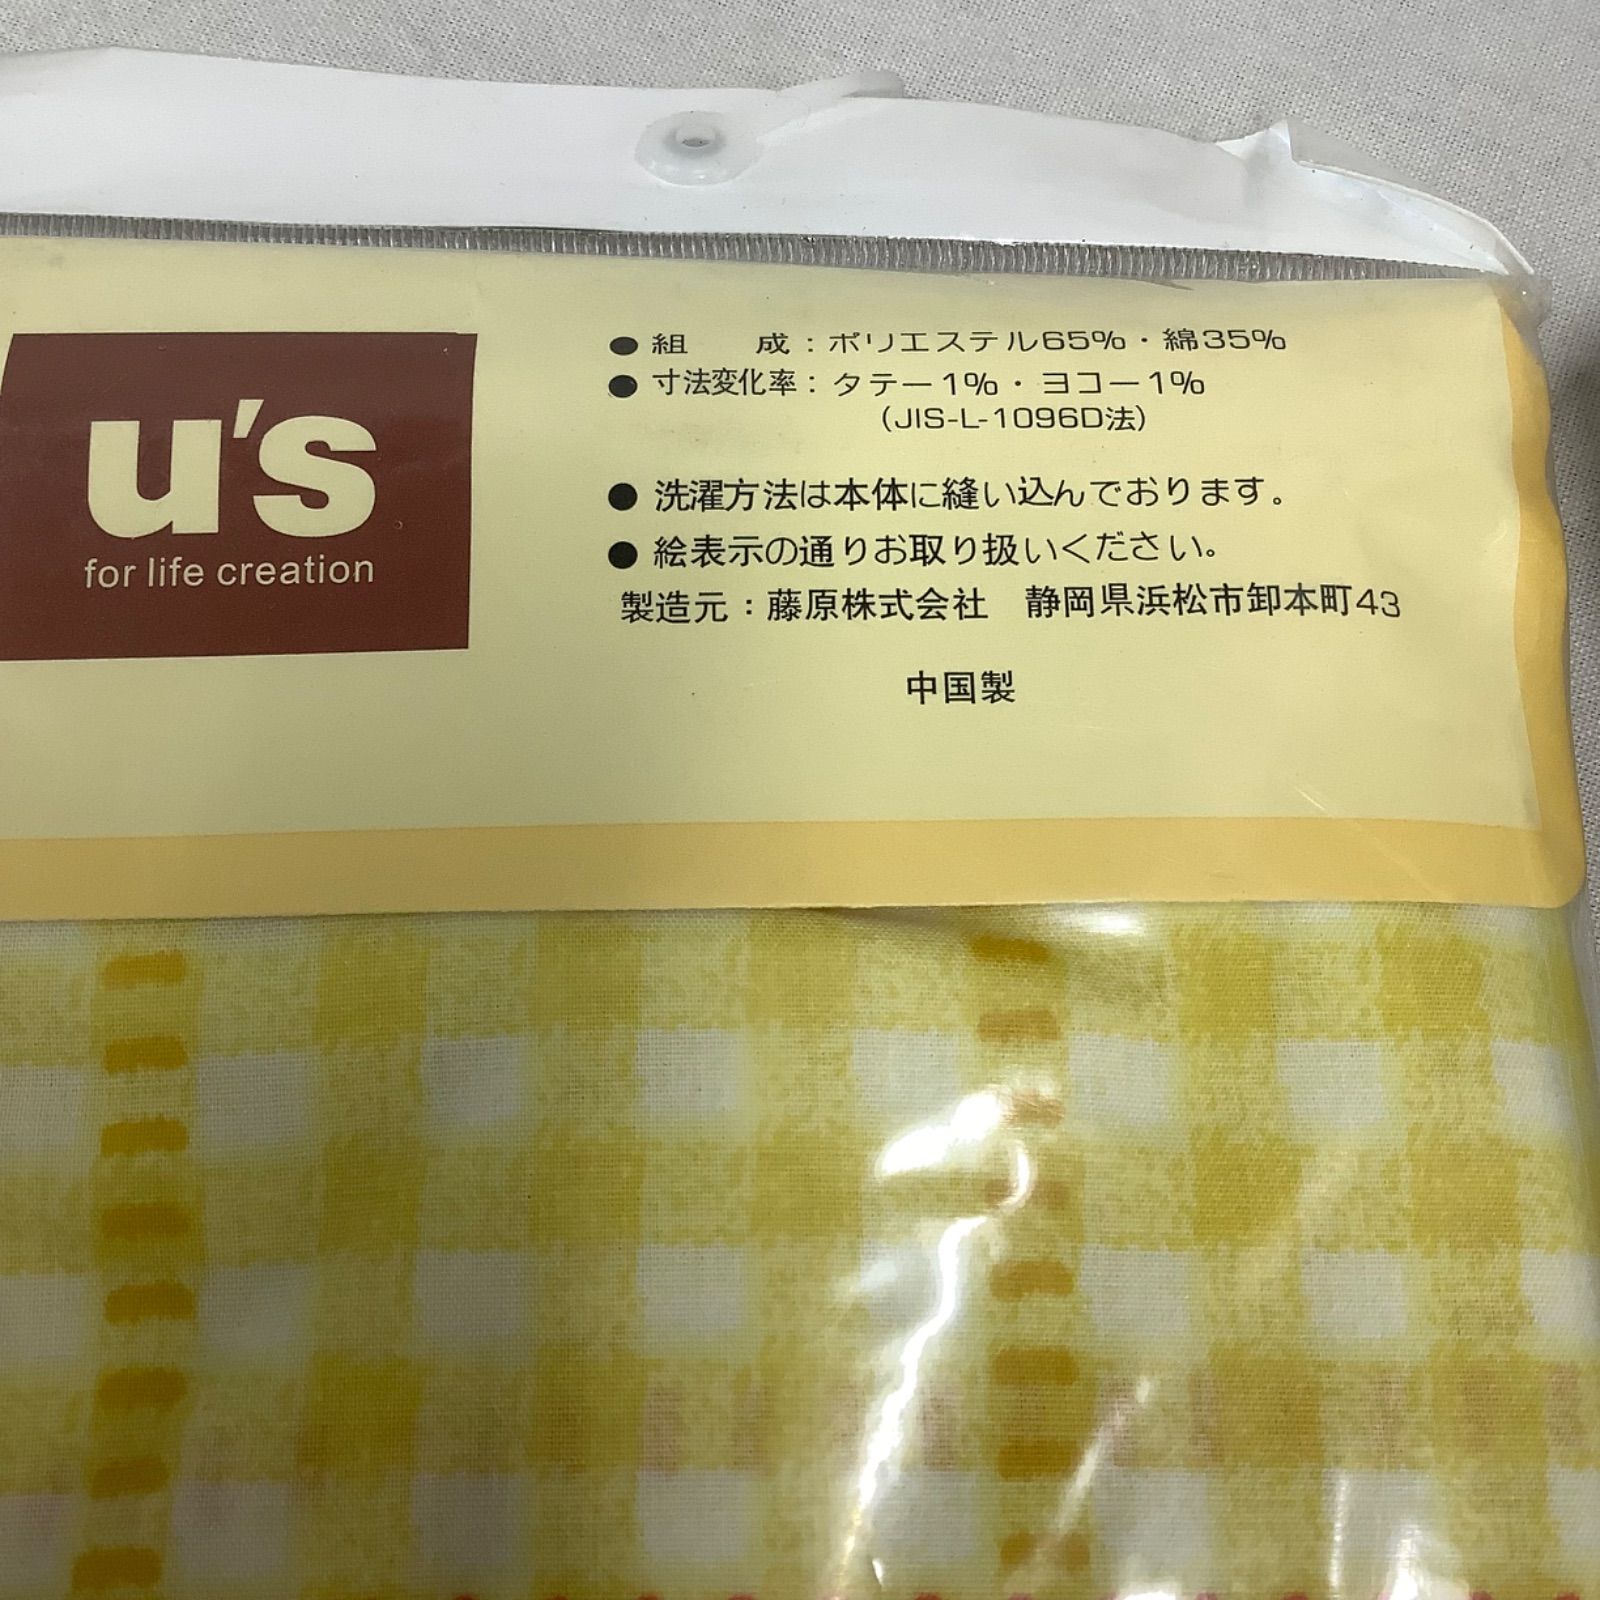 u's
for life creation
● 組　　成：ポリエステル65%・綿35%
● 寸法変化率：タテー1%・ヨコー1%
（JIS-L-1096D法）
● 洗濯方法は本体に縫い込んでおります。
● 絵表示の通りお取り扱いください。
製造元：藤原株式会社　静岡県浜松市卸本町43
中国製